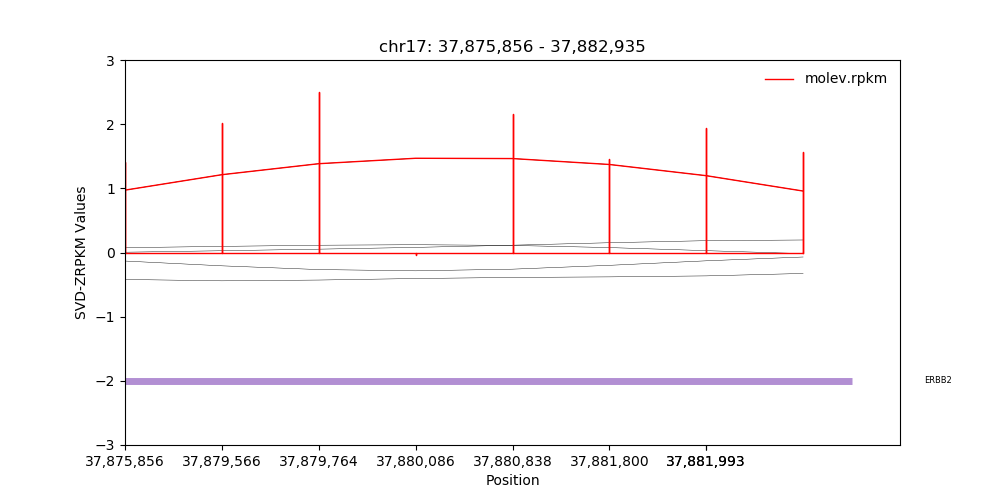 chr17: 37,875,856 - 37,882,935
molev.rpkm
SVD-ZRPKM Values
3
2
1
0
−1
−2
−3
ERBB2
37,875,856 37,879,566 37,879,764 37,880,086 37,880,838 37,881,800 37,881,993
Position